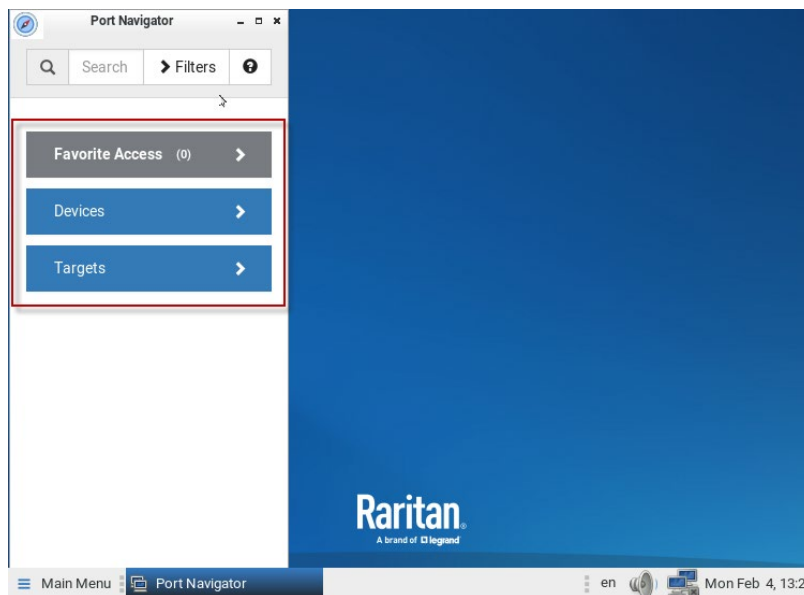 Port Navigator
Search
Filters
Favorite Access (0)
Devices
Targets
Raritan®
A brand of legrand
Main Menu
Port Navigator
en
Mon Feb 4, 13:2